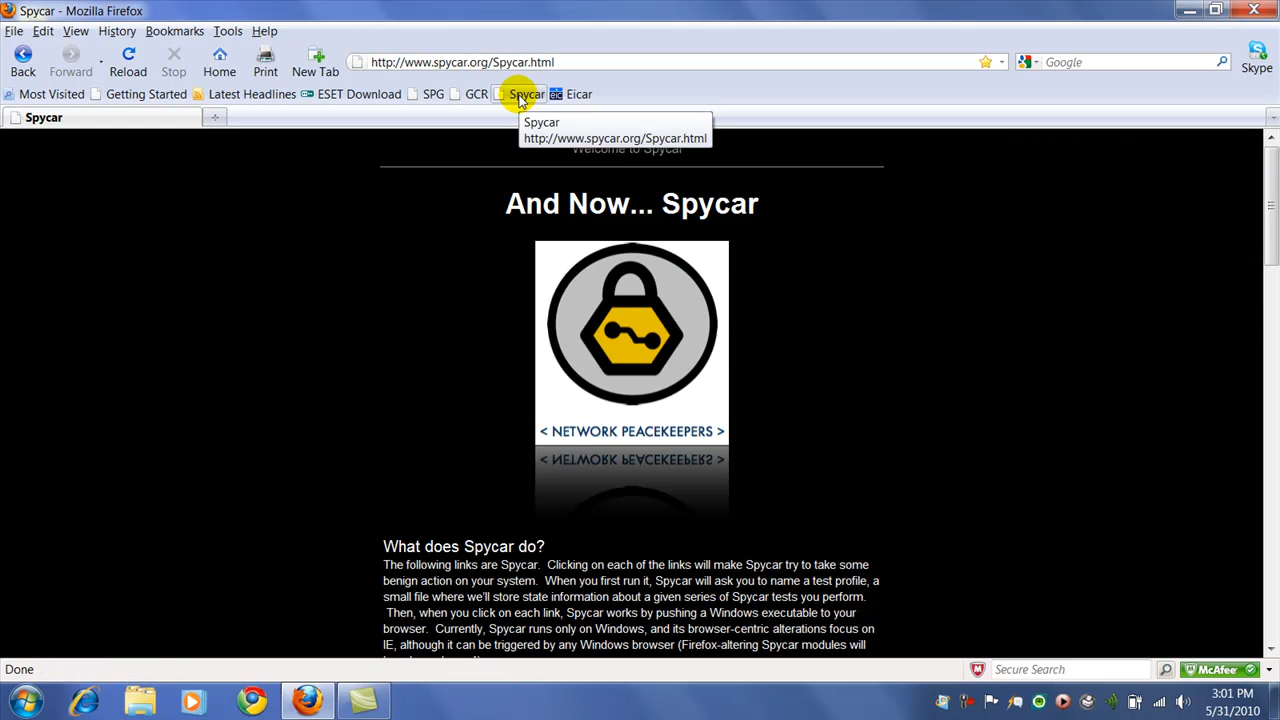 Spycar - Mozilla Firefox
File Edit View History Bookmarks Tools Help
Back Forward Reload Stop Home Print New Tab
http://www.spycar.org/Spycar.html
Google
Skype
Most Visited Getting Started Latest Headlines ESET Download SPG GCR Spycar Eicar
Spycar
Spycar
http://www.spycar.org/Spycar.html
Welcome to Spycar
And Now... Spycar
< NETWORK PEACEKEEPERS >
What does Spycar do?
The following links are Spycar. Clicking on each of the links will make Spycar try to take some
benign action on your system. When you first run it, Spycar will ask you to name a test profile, a
small file where we'll store state information about a given series of Spycar tests you perform.
Then, when you click on each link, Spycar works by pushing a Windows executable to your
browser. Currently, Spycar runs only on Windows, and its browser-centric alterations focus on
IE, although it can be triggered by any Windows browser (Firefox-altering Spycar modules will
Done
Secure Search
McAfee
3:01 PM
5/31/2010